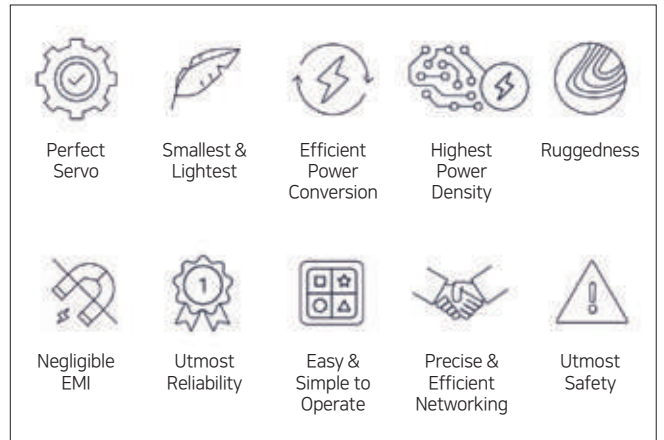 Perfect
Servo
Smallest &
Lightest
Efficient
Power
Conversion
Highest
Power
Density
Ruggedness
1
Negligible
EMI
Utmost
Reliability
Easy &
Simple to
Operate
Precise &
Efficient
Networking
Utmost
Safety